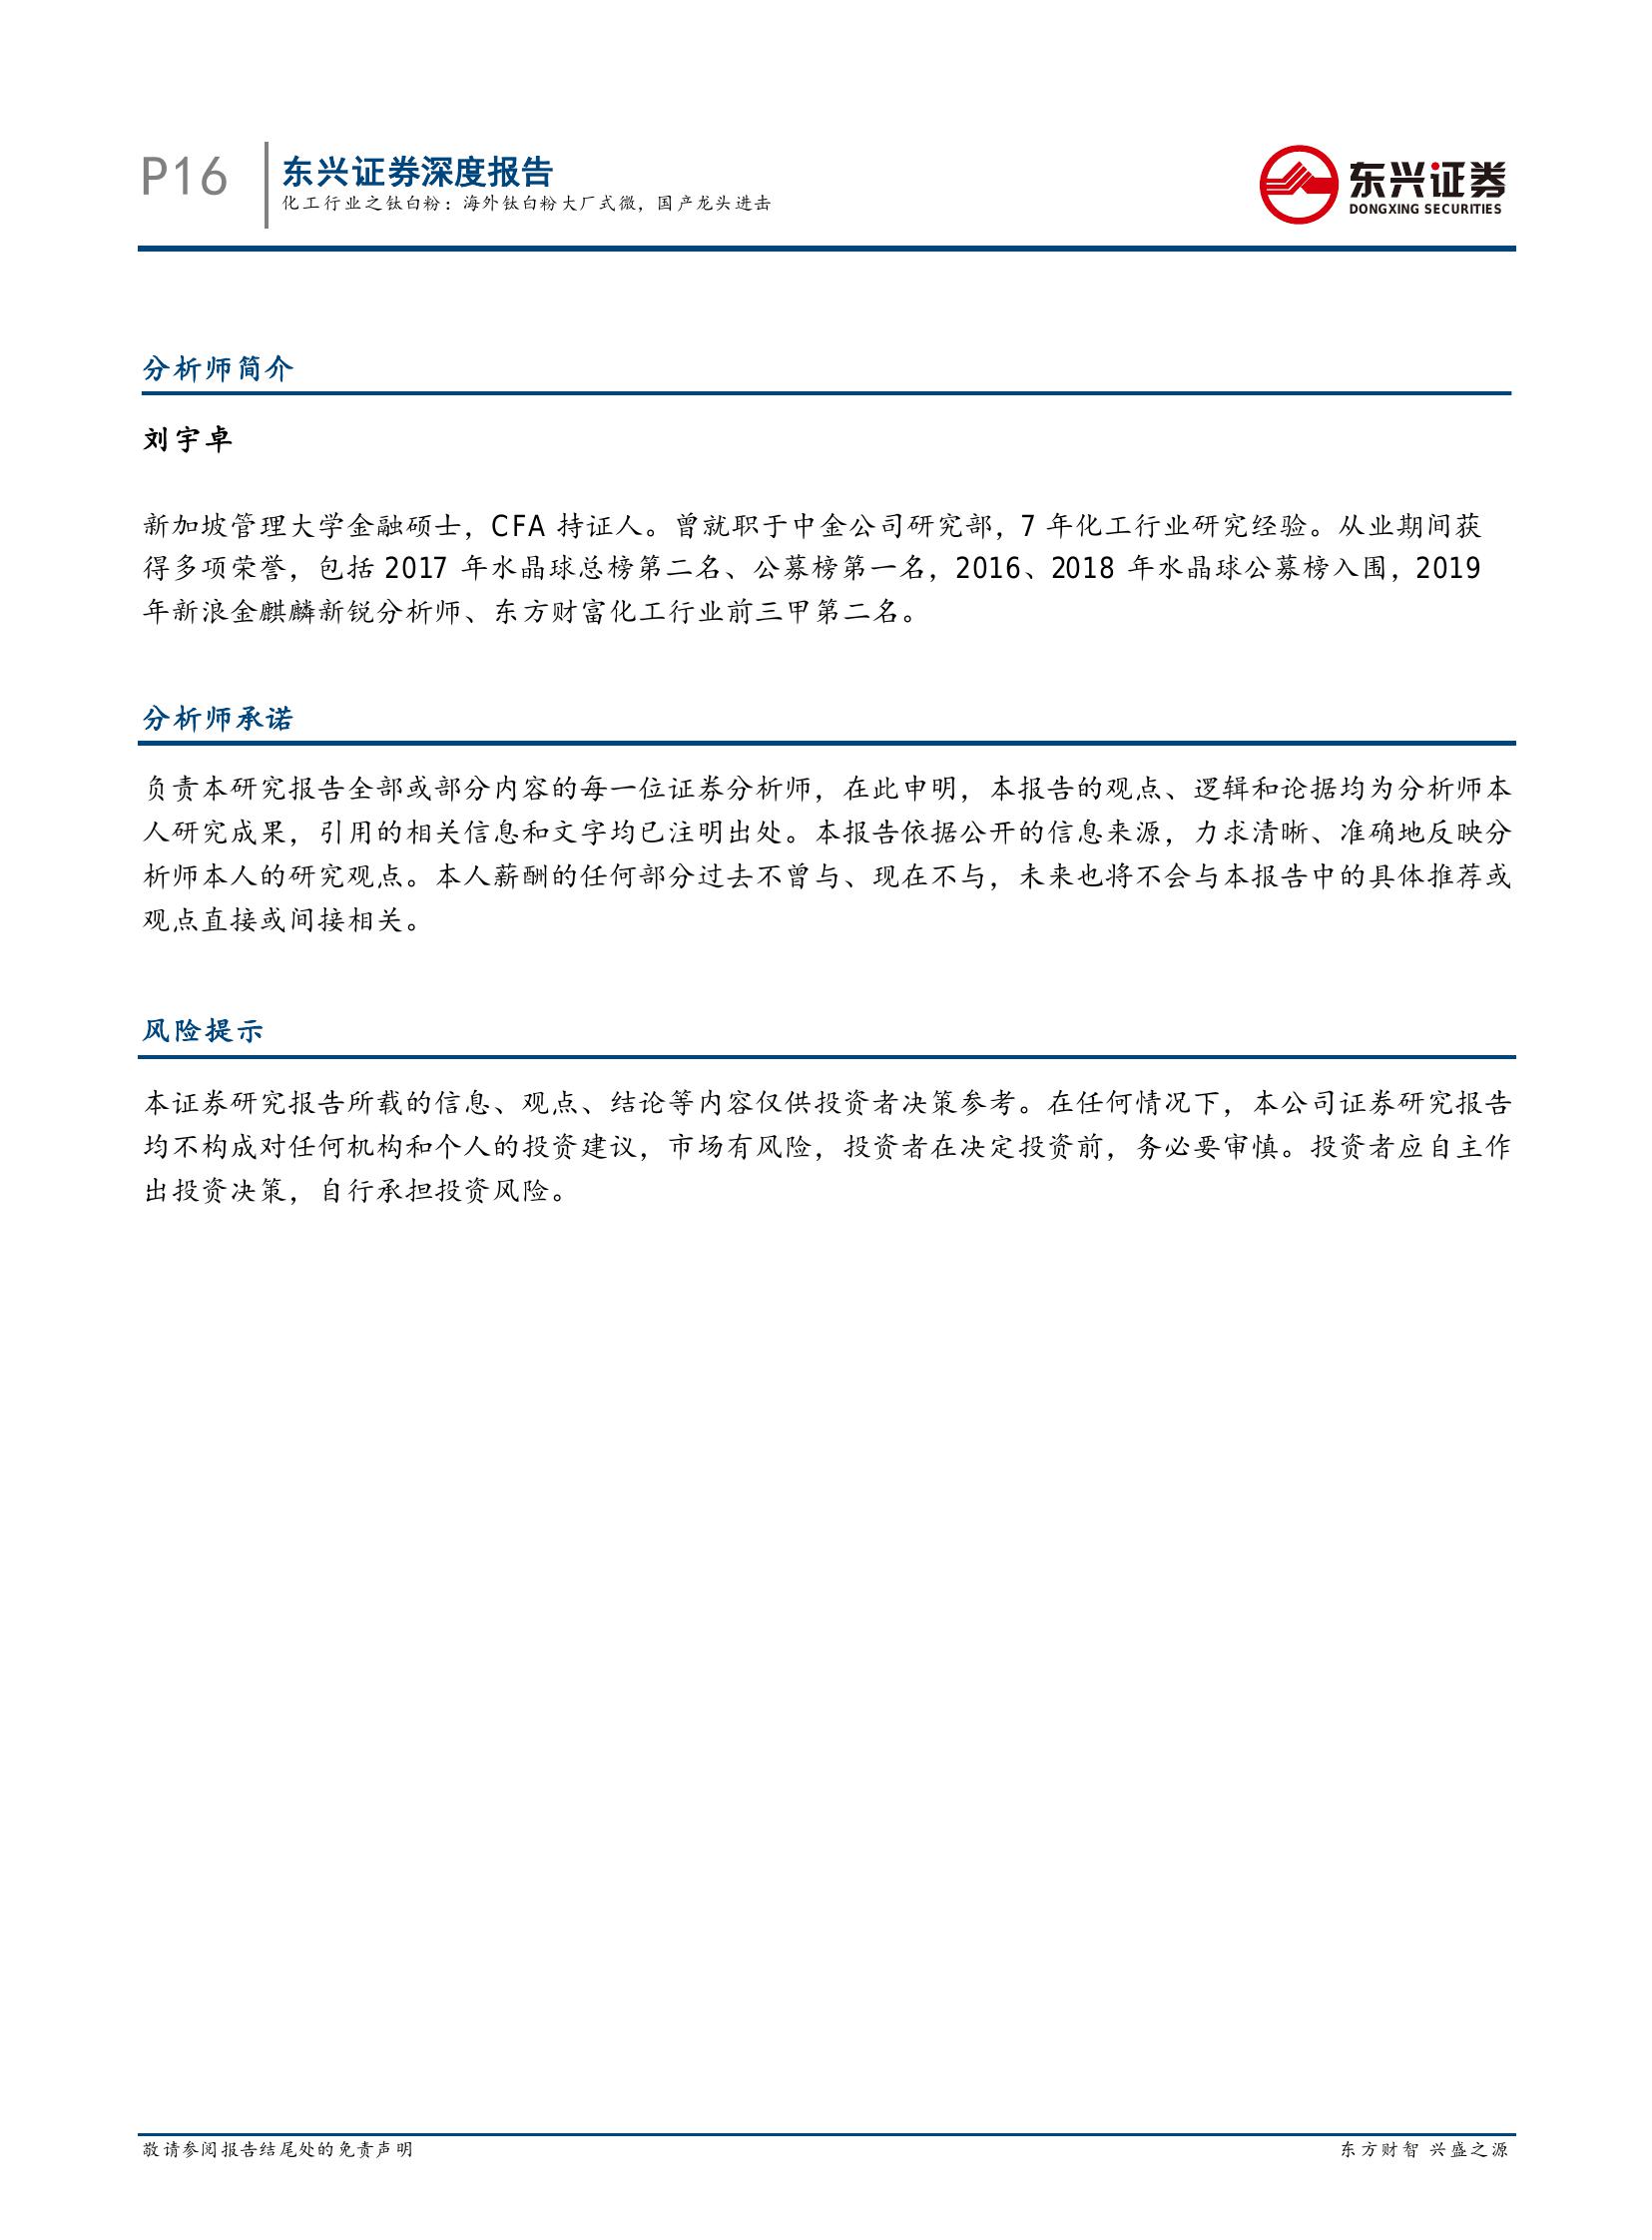 P16
东兴证券深度报告
化工行业之钛白粉：海外钛白粉大厂式微，国产龙头进击
东兴证券
DONGXING SECURITIES
分析师简介
刘宇卓
新加坡管理大学金融硕士，CFA 持证人。曾就职于中金公司研究部，7 年化工行业研究经验。从业期间获
得多项荣誉，包括 2017 年水晶球总榜第二名、公募榜第一名，2016、2018 年水晶球公募榜入围，2019
年新浪金麒麟新锐分析师、东方财富化工行业前三甲第二名。
分析师承诺
负责本研究报告全部或部分内容的每一位证券分析师，在此申明，本报告的观点、逻辑和论据均为分析师本
人研究成果，引用的相关信息和文字均已注明出处。本报告依据公开的信息来源，力求清晰、准确地反映分
析师本人的研究观点。本人薪酬的任何部分过去不曾与、现在不与，未来也将不会与本报告中的具体推荐或
观点直接或间接相关。
风险提示
本证券研究报告所载的信息、观点、结论等内容仅供投资者决策参考。在任何情况下，本公司证券研究报告
均不构成对任何机构和个人的投资建议，市场有风险，投资者在决定投资前，务必要审慎。投资者应自主作
出投资决策，自行承担投资风险。
敬请参阅报告结尾处的免责声明
东方财智 兴盛之源